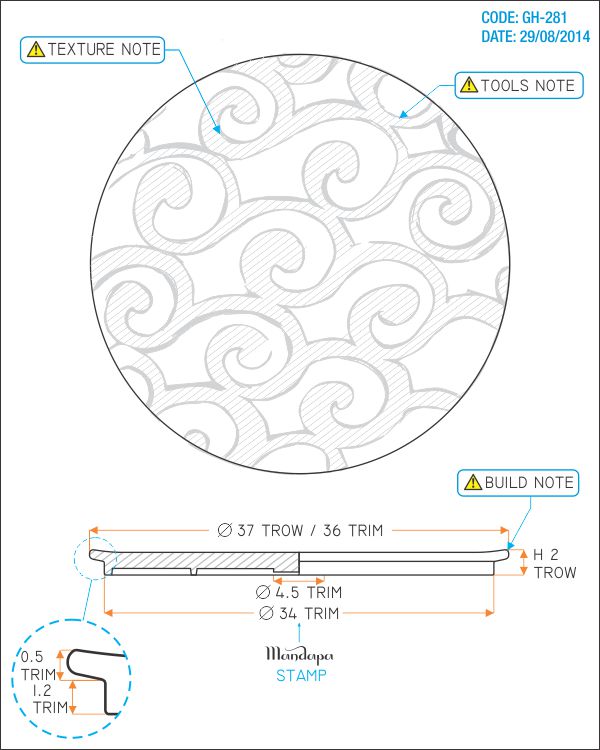 CODE: GH-281
DATE: 29/08/2014
TEXTURE NOTE
TOOLS NOTE
BUILD NOTE
∅ 37 TROW / 36 TRIM
H 2
TROW
∅ 4.5 TRIM
∅ 34 TRIM
0.5
TRIM
1.2
TRIM
Mandapa
STAMP